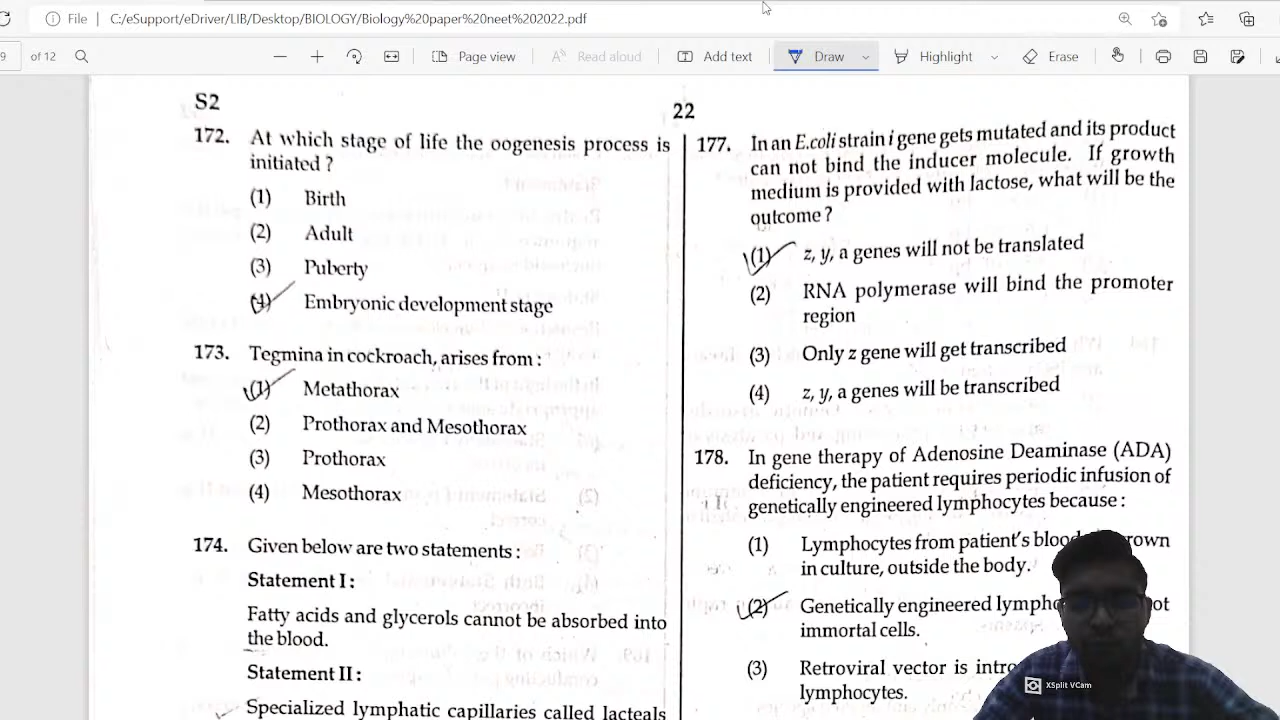 File
C:/eSupport/eDriver/LIB/Desktop/BIOLOGY/Biology%20paper%20neet%202022.pdf
9 of 12
Page view
Read aloud
Add text
Draw
Highlight
Erase
S2
172. At which stage of life the oogenesis process is
initiated ?
(1) Birth
(2) Adult
(3) Puberty
(4) Embryonic development stage
173. Tegmina in cockroach, arises from :
(1) Metathorax
(2) Prothorax and Mesothorax
(3) Prothorax
(4) Mesothorax
174. Given below are two statements :
Statement I :
Fatty acids and glycerols cannot be absorbed into
the blood.
Statement II :
Specialized lymphatic capillaries called lacteals
22
177. In an E.coli strain i gene gets mutated and its product
can not bind the inducer molecule. If growth
medium is provided with lactose, what will be the
outcome ?
(1) z, y, a genes will not be translated
(2) RNA polymerase will bind the promoter
region
(3) Only z gene will get transcribed
(4) z, y, a genes will be transcribed
178. In gene therapy of Adenosine Deaminase (ADA)
deficiency, the patient requires periodic infusion of
genetically engineered lymphocytes because :
(1) Lymphocytes from patient's blood
in culture, outside the body.
(2) Genetically engineered
immortal cells.
(3) Retroviral vector is
lymphocytes.
XSplit VCam